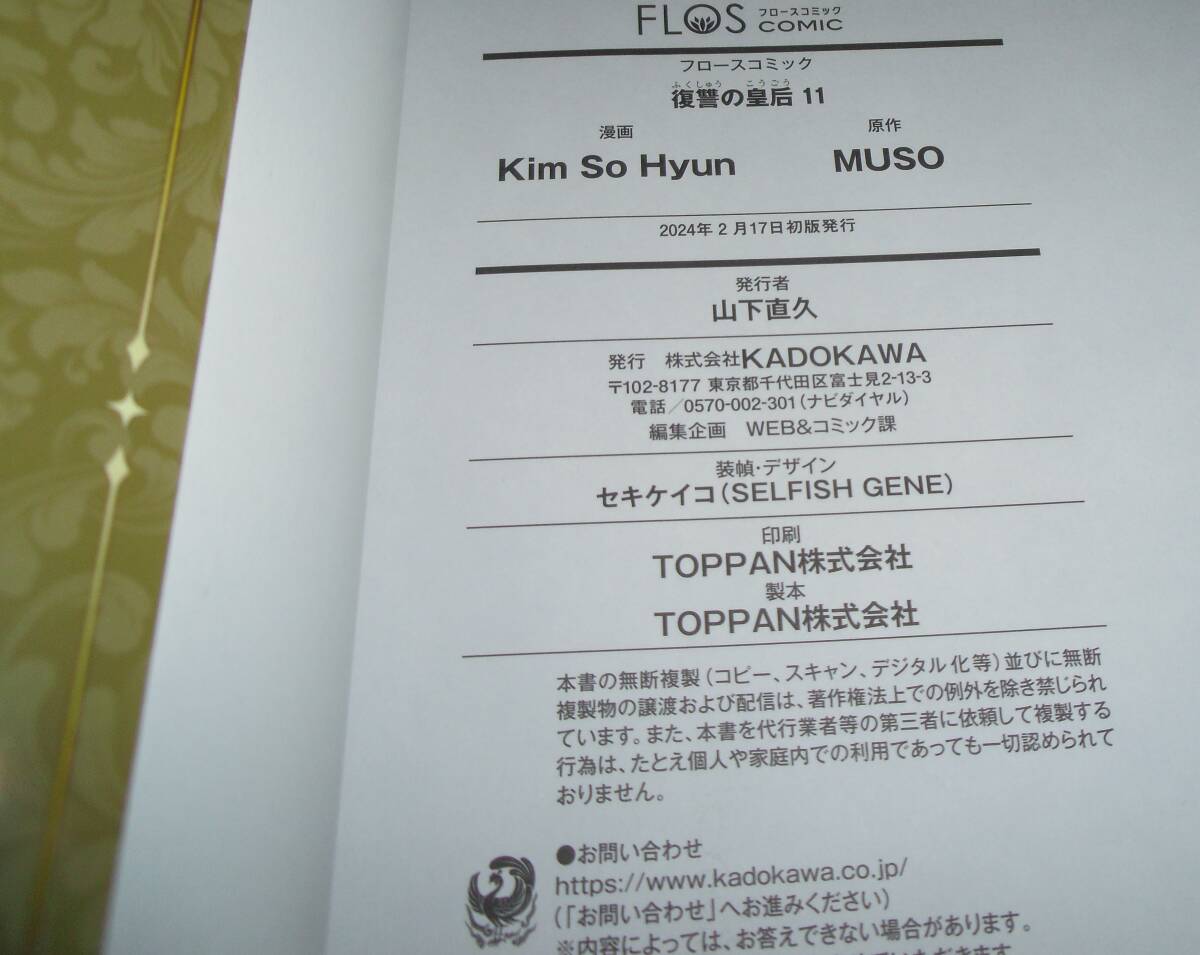 FLOS フロースコミック COMIC
フロースコミック
ふくしゅう こうごう
復讐の皇后 11
漫画 原作
Kim So Hyun MUSO
2024年2月17日初版発行
発行者
山下直久
発行 株式会社KADOKAWA
〒102-8177 東京都千代田区富士見2-13-3
電話/0570-002-301(ナビダイヤル)
編集企画 WEB&コミック課
装幀・デザイン
セキケイコ(SELFISH GENE)
印刷
TOPPAN株式会社
製本
TOPPAN株式会社
本書の無断複製(コピー、スキャン、デジタル化等)並びに無断
複製物の譲渡および配信は、著作権法上での例外を除き禁じられ
ています。また、本書を代行業者等の第三者に依頼して複製する
行為は、たとえ個人や家庭内での利用であっても一切認められて
おりません。
●お問い合わせ
https://www.kadokawa.co.jp/
(「お問い合わせ」へお進みください)
※内容によっては、お答えできない場合があります。